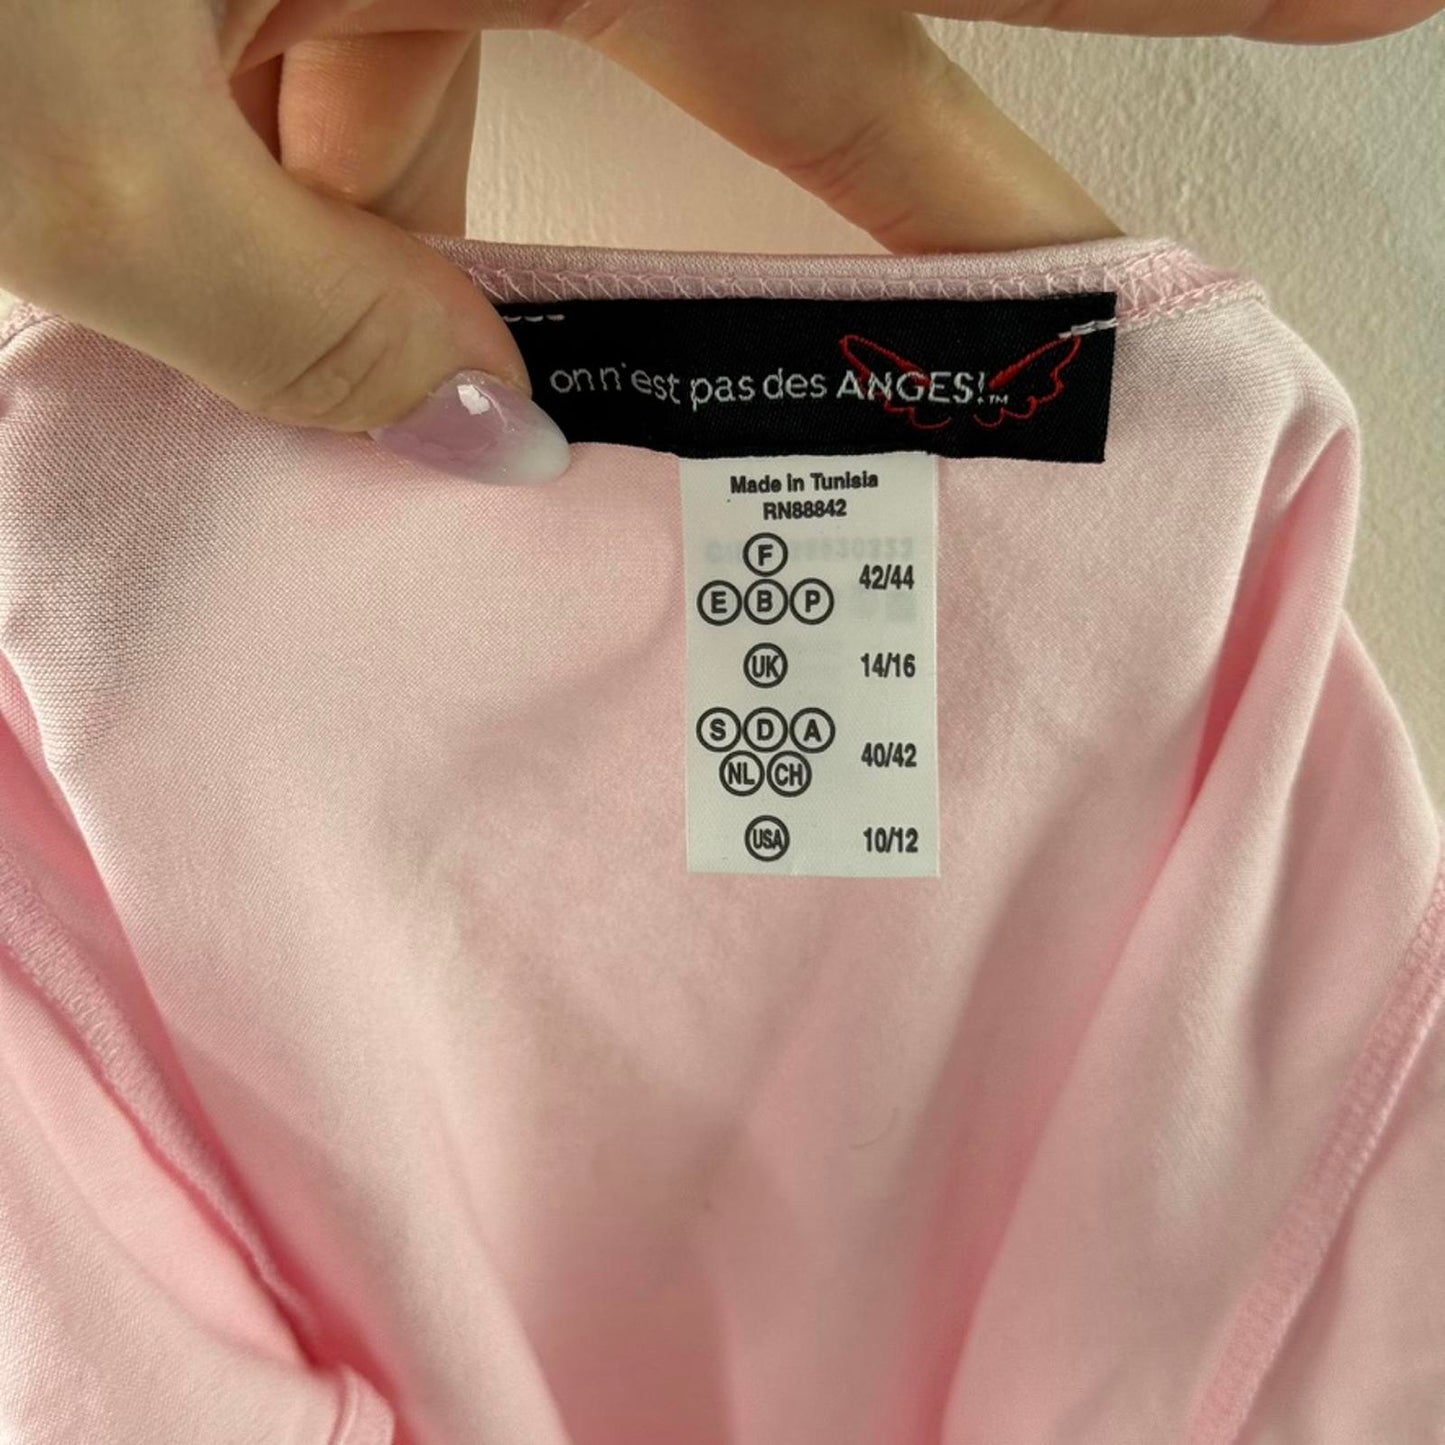 on n'est pas des ANGES!™
Made in Tunisia
RN88842
F
E B P 42/44
UK 14/16
S D A
NL CH 40/42
USA 10/12